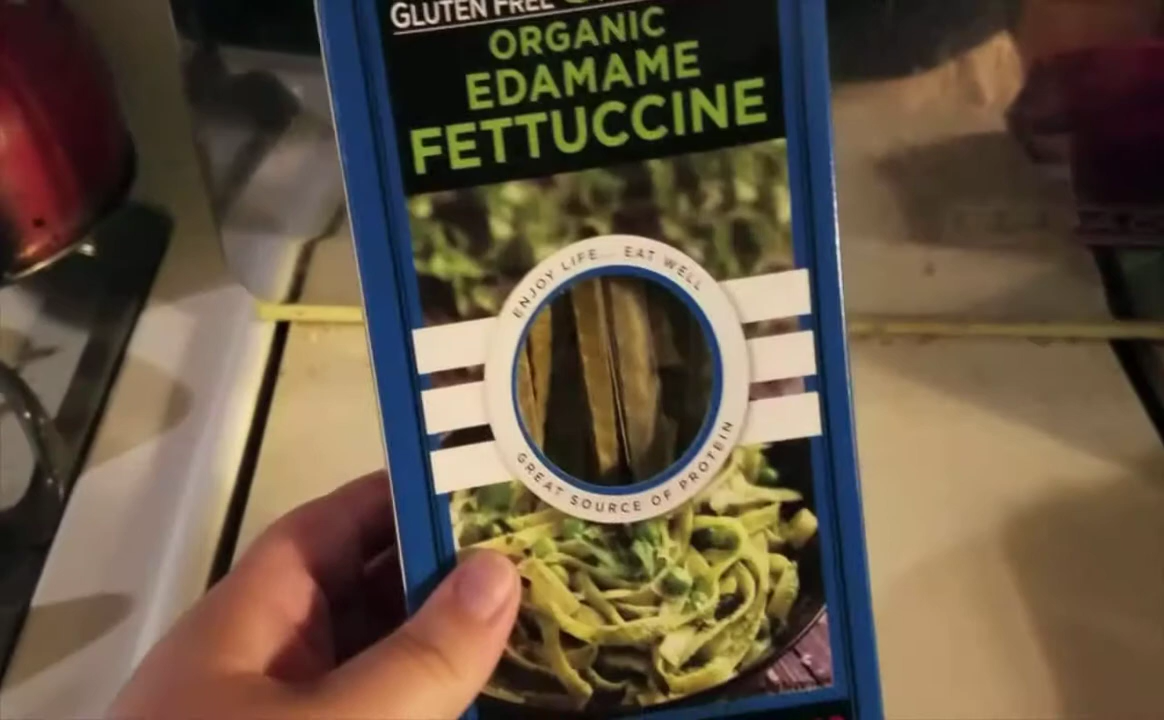 GLUTEN FREE
ORGANIC
EDAMAME
FETTUCCINE
ENJOY LIFE... EAT WELL
GREAT SOURCE OF PROTEIN